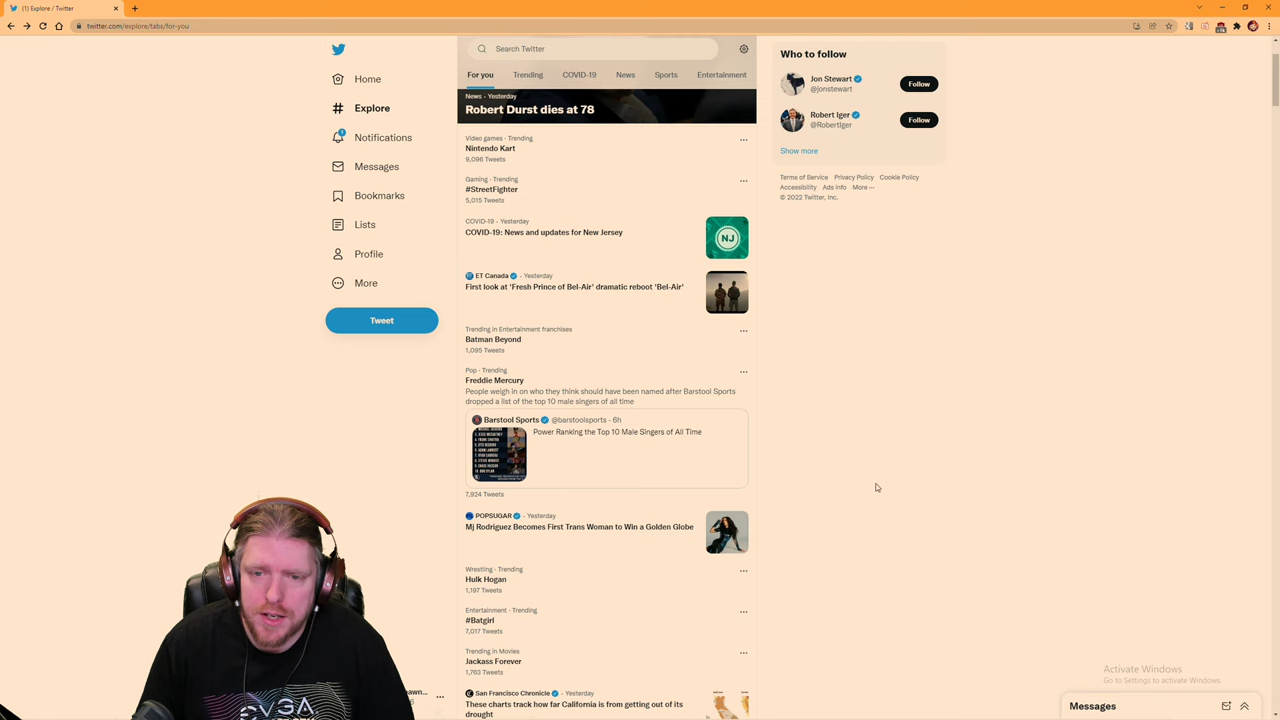 Explore / Twitter
twitter.com/explore/tabs/for-you
Home
Explore
Notifications
1
Messages
Bookmarks
Lists
Profile
More
Tweet
Search Twitter
For you
Trending
COVID-19
News
Sports
Entertainment
News · Yesterday
Robert Durst dies at 78
Video games · Trending
Nintendo Kart
9,096 Tweets
Gaming · Trending
#StreetFighter
5,015 Tweets
COVID-19 · Yesterday
COVID-19: News and updates for New Jersey
NJ
ET Canada · Yesterday
First look at 'Fresh Prince of Bel-Air' dramatic reboot 'Bel-Air'
Trending in Entertainment franchises
Batman Beyond
1,095 Tweets
Pop · Trending
Freddie Mercury
People weigh in on who they think should have been named after Barstool Sports
dropped a list of the top 10 male singers of all time
Barstool Sports @barstoolsports · 6h
Power Ranking the Top 10 Male Singers of All Time
7,924 Tweets
POPSUGAR · Yesterday
Mj Rodriguez Becomes First Trans Woman to Win a Golden Globe
Wrestling · Trending
Hulk Hogan
1,197 Tweets
Entertainment · Trending
#Batgirl
7,017 Tweets
Trending in Movies
Jackass Forever
1,763 Tweets
San Francisco Chronicle · Yesterday
These charts track how far California is from getting out of its
drought
Who to follow
Jon Stewart
@jonstewart
Follow
Robert Iger
@RobertIger
Follow
Show more
Terms of Service Privacy Policy Cookie Policy
Accessibility Ads info More ···
© 2022 Twitter, Inc.
Activate Windows
Go to Settings to activate Windows.
Messages
EVGA